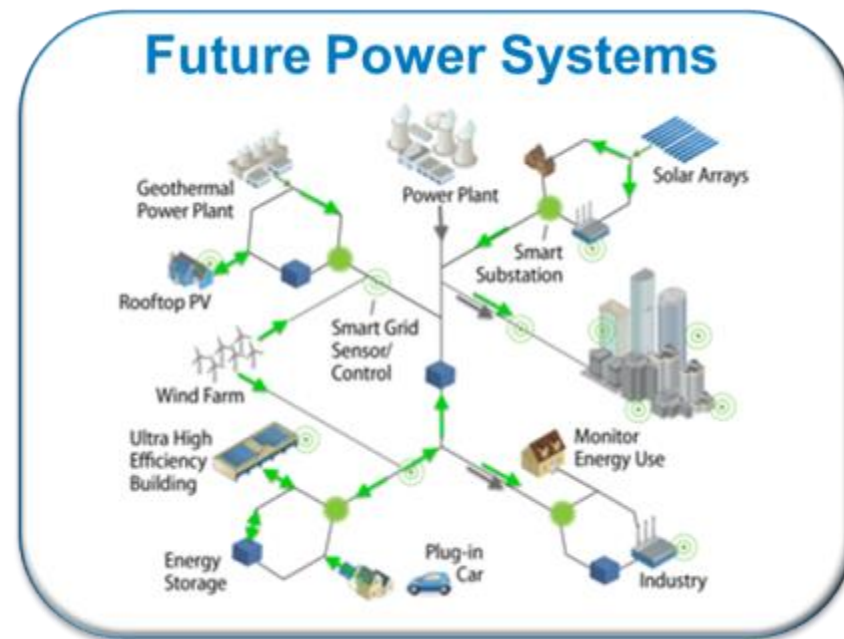 Future Power Systems
Geothermal
Power Plant
Power Plant
Solar Arrays
Smart
Substation
Rooftop PV
Smart Grid
Sensor/
Control
Wind Farm
Ultra High
Efficiency
Building
Monitor
Energy Use
Energy
Storage
Plug-in
Car
Industry